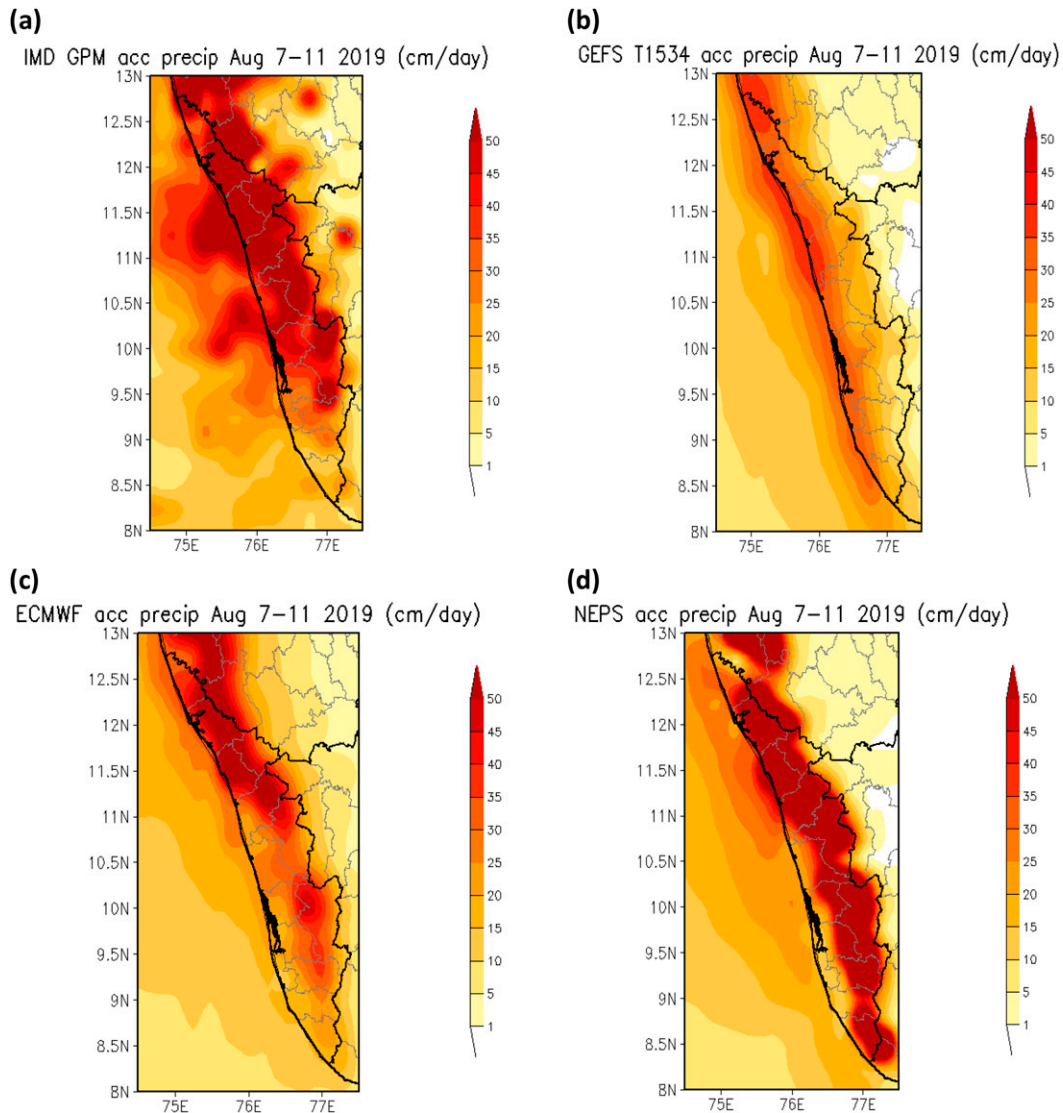 (a)
IMD GPM acc precip Aug 7-11 2019 (cm/day)
13N
12.5N
12N
11.5N
11N
10.5N
10N
9.5N
9N
8.5N
8N
75E 76E 77E
50
45
40
35
30
25
20
15
10
5
1
(b)
GEFS T1534 acc precip Aug 7-11 2019 (cm/day)
13N
12.5N
12N
11.5N
11N
10.5N
10N
9.5N
9N
8.5N
8N
75E 76E 77E
50
45
40
35
30
25
20
15
10
5
1
(c)
ECMWF acc precip Aug 7-11 2019 (cm/day)
13N
12.5N
12N
11.5N
11N
10.5N
10N
9.5N
9N
8.5N
8N
75E 76E 77E
50
45
40
35
30
25
20
15
10
5
1
(d)
NEPS acc precip Aug 7-11 2019 (cm/day)
13N
12.5N
12N
11.5N
11N
10.5N
10N
9.5N
9N
8.5N
8N
75E 76E 77E
50
45
40
35
30
25
20
15
10
5
1